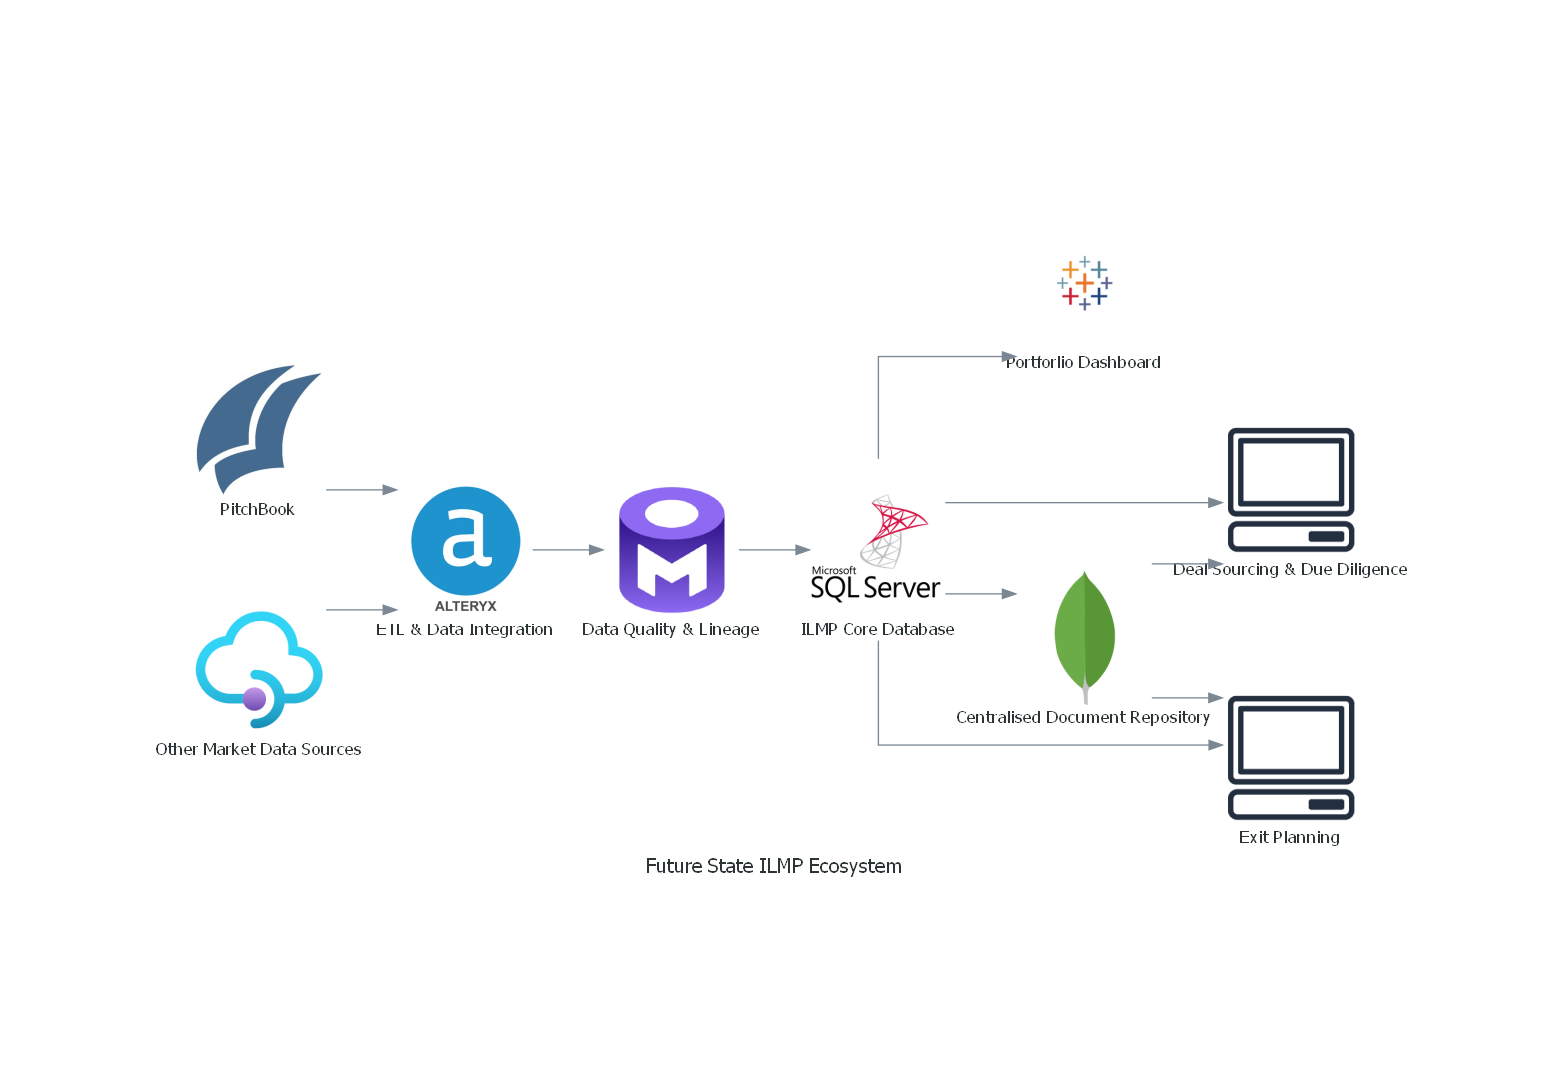 Portforlio Dashboard
PitchBook
a
ALTERYX
ETL & Data Integration
Data Quality & Lineage
Microsoft
SQL Server
ILMP Core Database
Deal Sourcing & Due Diligence
Other Market Data Sources
Centralised Document Repository
Exit Planning
Future State ILMP Ecosystem